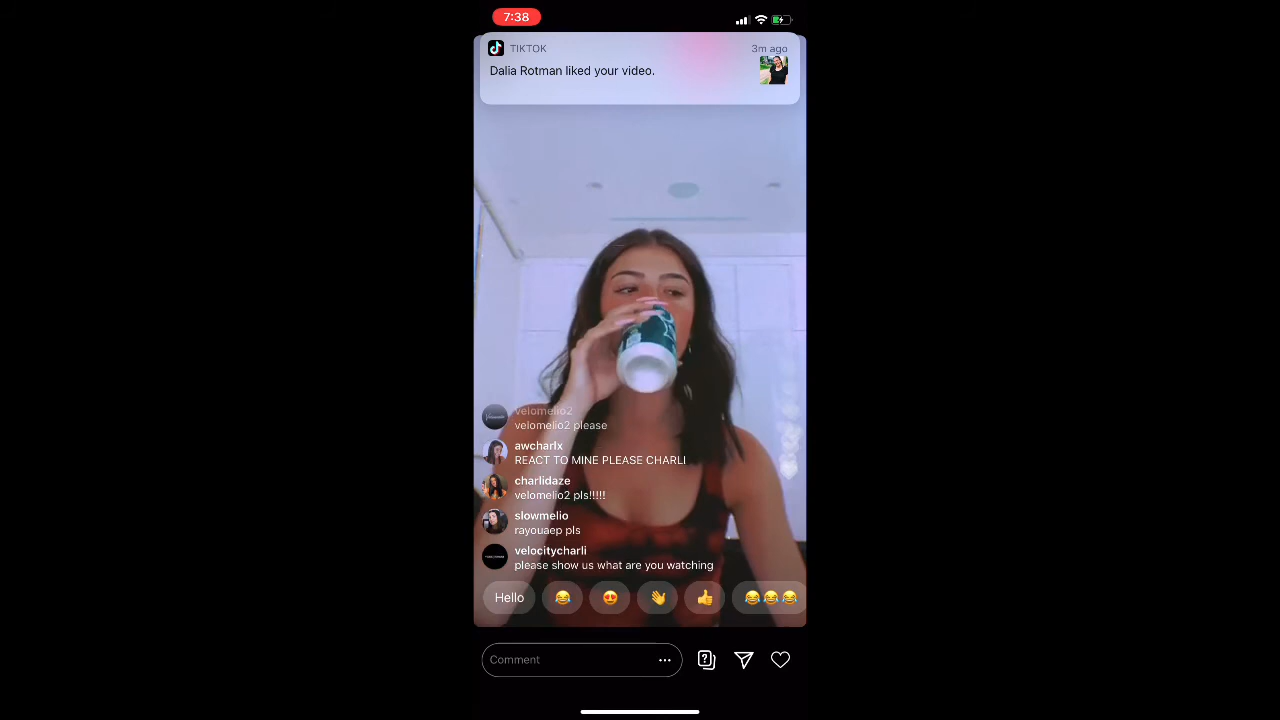 7:38
TIKTOK
3m ago
Dalia Rotman liked your video.
velomelio2
velomelio2 please
awcharlx
REACT TO MINE PLEASE CHARLI
charlidaze
velomelio2 pls!!!!!
slowmelio
rayouaep pls
velocitycharli
please show us what are you watching
Hello 😂 😍 👋 👍 😂😂😂
Comment